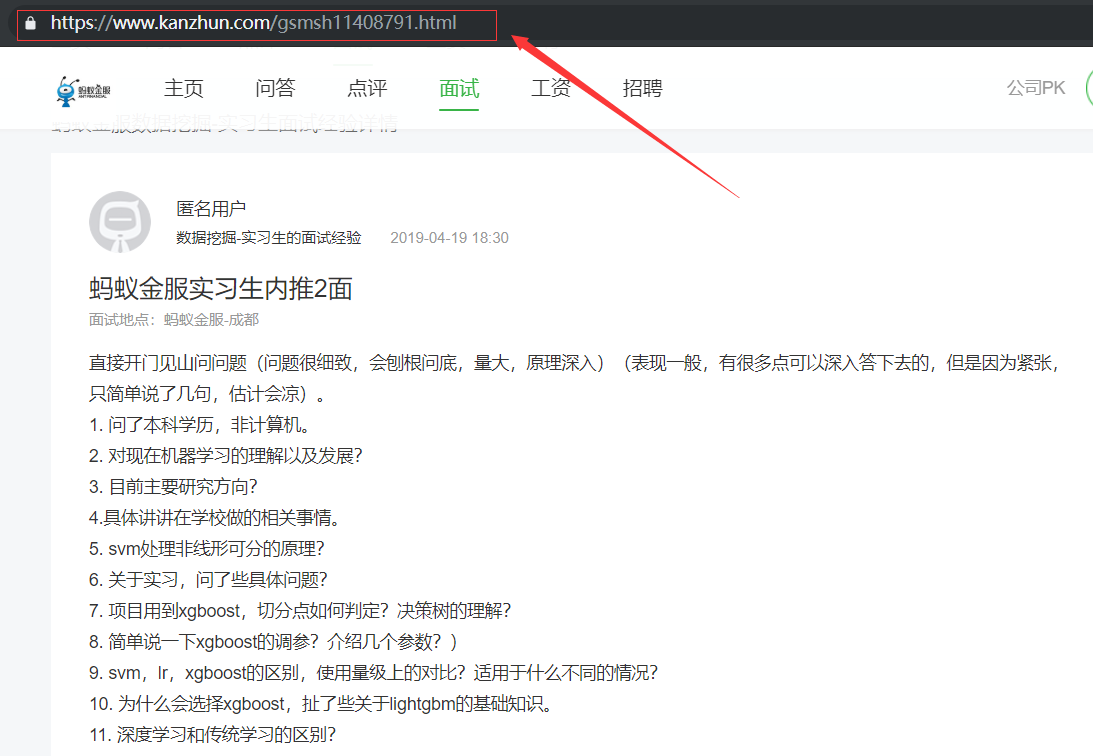 https://www.kanzhun.com/gsmsh11408791.html
蚂蚁金服
ANT FINANCIAL
主页 问答 点评 面试 工资 招聘 公司PK
蚂蚁金服数据挖掘-实习生面试经验详情
匿名用户
数据挖掘-实习生的面试经验 2019-04-19 18:30
蚂蚁金服实习生内推2面
面试地点：蚂蚁金服-成都
直接开门见山问问题（问题很细致，会刨根问底，量大，原理深入）（表现一般，有很多点可以深入答下去的，但是因为紧张，
只简单说了几句，估计会凉）。
1. 问了本科学历，非计算机。
2. 对现在机器学习的理解以及发展？
3. 目前主要研究方向？
4.具体讲讲在学校做的相关事情。
5. svm处理非线形可分的原理？
6. 关于实习，问了些具体问题？
7. 项目用到xgboost，切分点如何判定？决策树的理解？
8. 简单说一下xgboost的调参？介绍几个参数？）
9. svm，lr，xgboost的区别，使用量级上的对比？适用于什么不同的情况？
10. 为什么会选择xgboost，扯了些关于lightgbm的基础知识。
11. 深度学习和传统学习的区别？